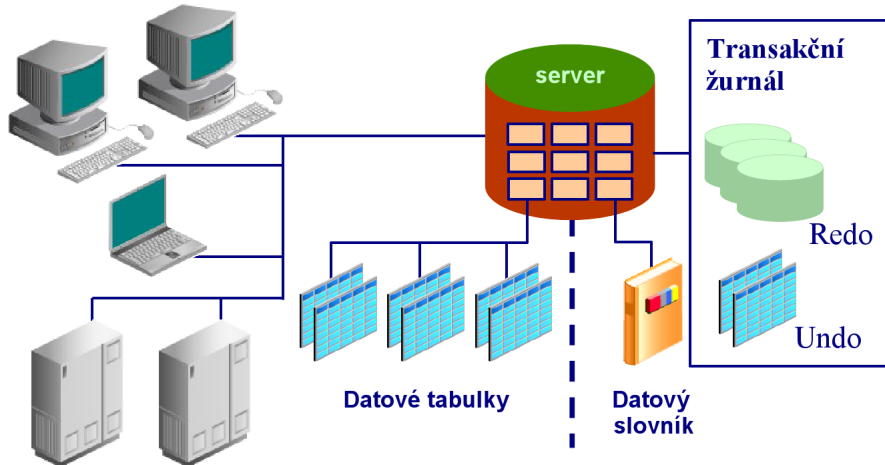 server
Transakční
žurnál
Redo
Undo
Datové tabulky
Datový
slovník